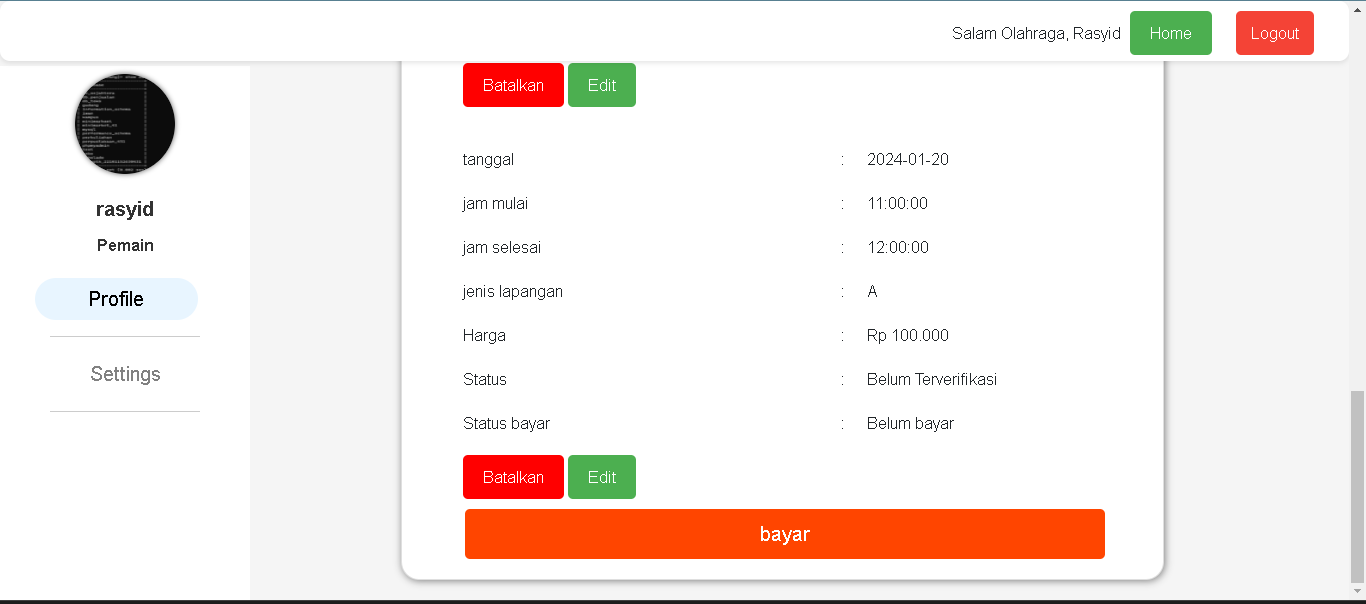 Salam Olahraga, Rasyid Home Logout
rasyid
Pemain
Profile
Settings
Batalkan Edit
tanggal : 2024-01-20
jam mulai : 11:00:00
jam selesai : 12:00:00
jenis lapangan : A
Harga : Rp 100.000
Status : Belum Terverifikasi
Status bayar : Belum bayar
Batalkan Edit
bayar